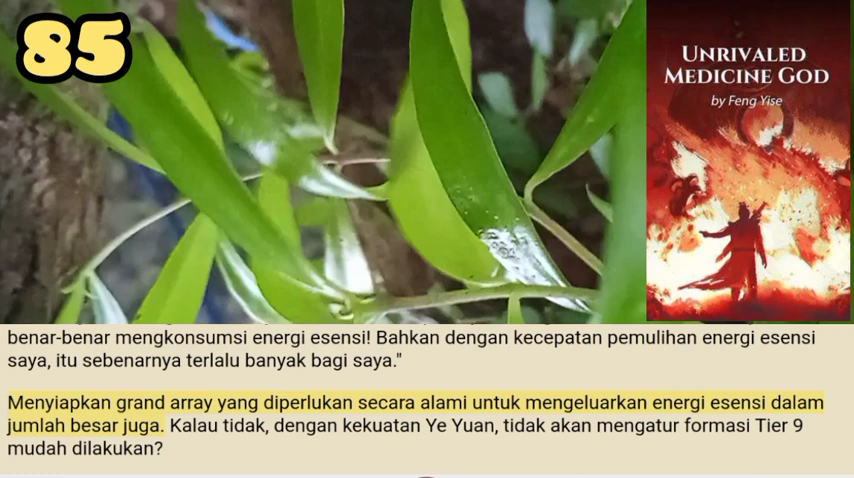 85
UNRIVALED
MEDICINE GOD
by Feng Yise
benar-benar mengkonsumsi energi esensi! Bahkan dengan kecepatan pemulihan energi esensi
saya, itu sebenarnya terlalu banyak bagi saya."
Menyiapkan grand array yang diperlukan secara alami untuk mengeluarkan energi esensi dalam
jumlah besar juga. Kalau tidak, dengan kekuatan Ye Yuan, tidak akan mengatur formasi Tier 9
mudah dilakukan?